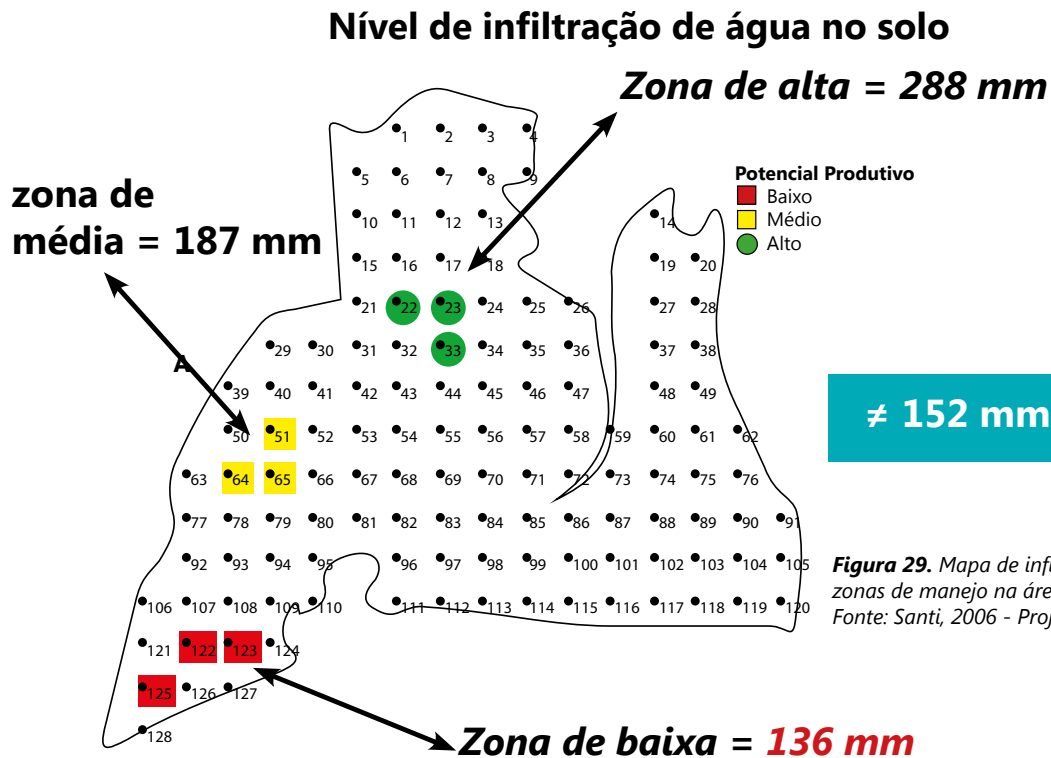 Nível de infiltração de água no solo
Zona de alta = 288 mm
zona de
média = 187 mm
Potencial Produtivo
Baixo
Médio
Alto
1 2 3 4
5 6 7 8 9
10 11 12 13 14
15 16 17 18 19 20
21 22 23 24 25 26 27 28
29 30 31 32 33 34 35 36 37 38
A
39 40 41 42 43 44 45 46 47 48 49
50 51 52 53 54 55 56 57 58 59 60 61 62
63 64 65 66 67 68 69 70 71 72 73 74 75 76
77 78 79 80 81 82 83 84 85 86 87 88 89 90 91
92 93 94 95 96 97 98 99 100 101 102 103 104 105
106 107 108 109 110 111 112 113 114 115 116 117 118 119 120
121 122 123 124
125 126 127
128
≠ 152 mm
Figura 29. Mapa de
zonas de manejo na
Fonte: Santi, 2006 -
Zona de baixa = 136 mm